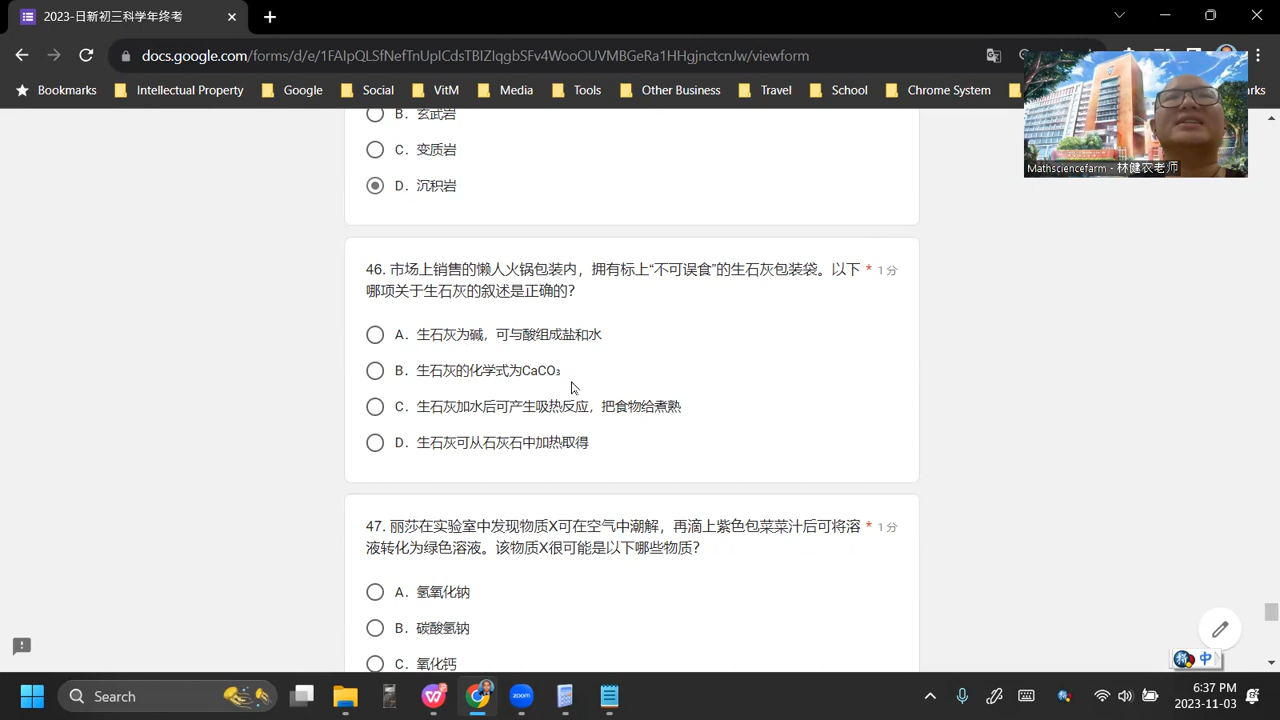 2023-日新初三科学年终考
docs.google.com/forms/d/e/1FAIpQLSfNefTnUpICdsTBIZIqgbSEy4WooOUVMBGeRa1HHgjnctcnJw/viewform
Bookmarks Intellectual Property Google Social VitM Media Tools Other Business Travel School Chrome System
Mathsciencefarm - 林健农老师
B. 玄武岩
C. 变质岩
D. 沉积岩
46. 市场上销售的懒人火锅包装内，拥有标上“不可误食”的生石灰包装袋。以下 * 1 分
哪项关于生石灰的叙述是正确的？
A. 生石灰为碱，可与酸组成盐和水
B. 生石灰的化学式为CaCO₃
C. 生石灰加水后可产生吸热反应，把食物给煮熟
D. 生石灰可从石灰石中加热取得
47. 丽莎在实验室中发现物质X可在空气中潮解，再滴上紫色包菜菜汁后可将溶 * 1 分
液转化为绿色溶液。该物质X很可能是以下哪些物质？
A. 氢氧化钠
B. 碳酸氢钠
C. 氧化钙
中
Search
zoom
6:37 PM
2023-11-03